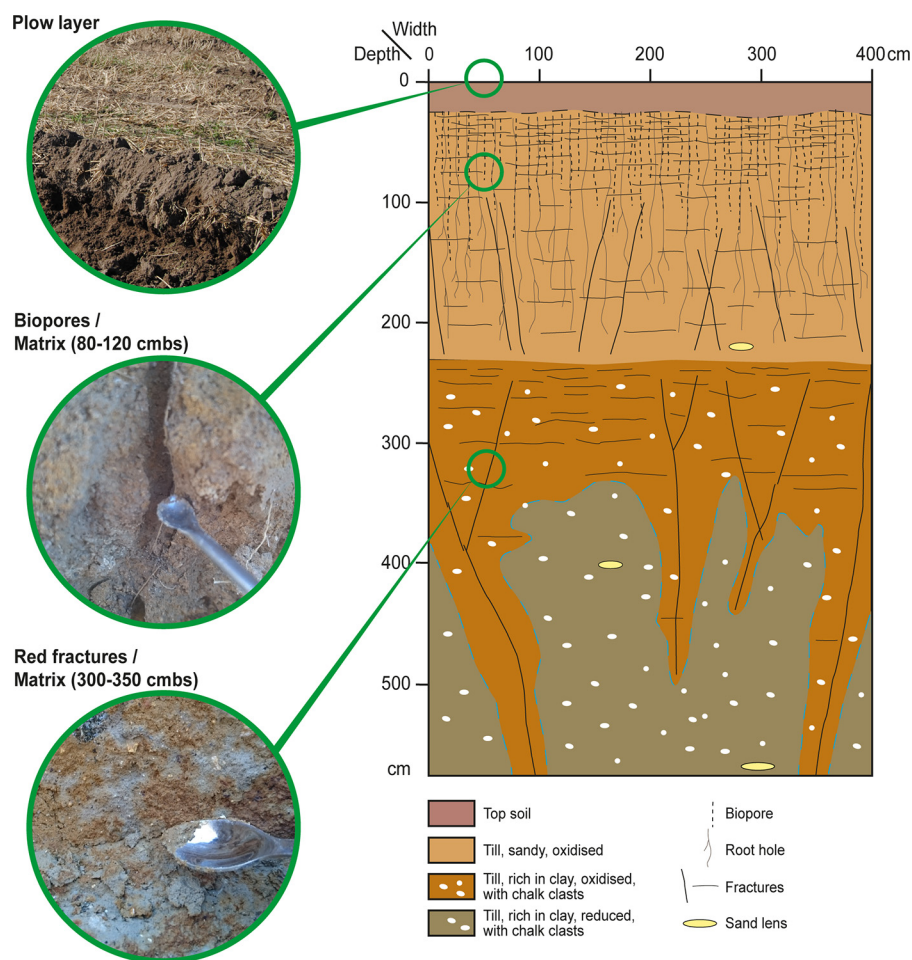 Plow layer
Width
Depth
0 100 200 300 400 cm
0
100
200
300
400
500
cm
Biopores /
Matrix (80-120 cmbs)
Red fractures /
Matrix (300-350 cmbs)
Top soil
Till, sandy, oxidised
Till, rich in clay, oxidised,
with chalk clasts
Till, rich in clay, reduced,
with chalk clasts
Biopore
Root hole
Fractures
Sand lens